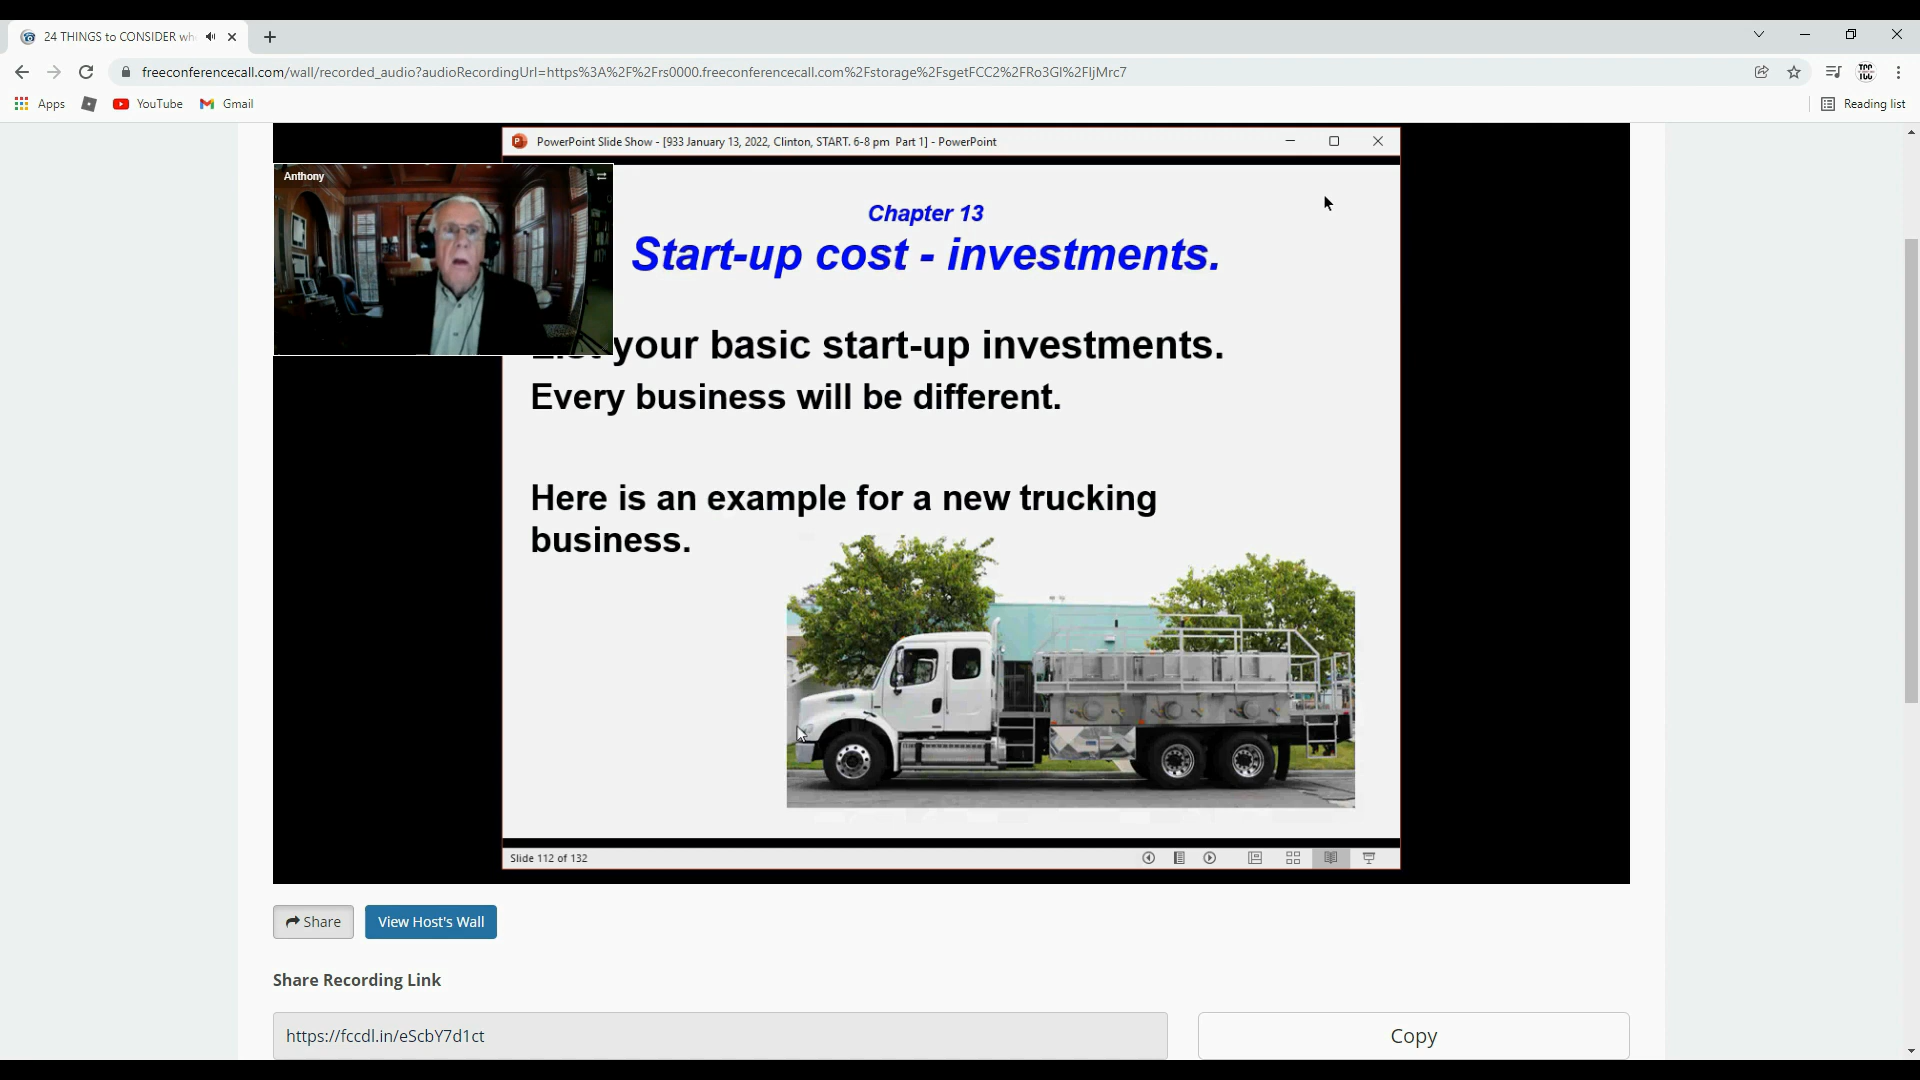 24 THINGS to CONSIDER wh
freeconferencecall.com/wall/recorded_audio?audioRecordingUrl=https%3A%2F%2Frs0000.freeconferencecall.com%2Fstorage%2FsgetFCC2%2FRo3GI%2FIjMrc7
Apps
YouTube
Gmail
Reading list
PowerPoint Slide Show - [933 January 13, 2022, Clinton, START. 6-8 pm Part 1] - PowerPoint
Anthony
Chapter 13
Start-up cost - investments.
your basic start-up investments.
Every business will be different.
Here is an example for a new trucking
business.
Slide 112 of 132
Share
View Host's Wall
Share Recording Link
https://fccdl.in/eScbY7d1ct
Copy